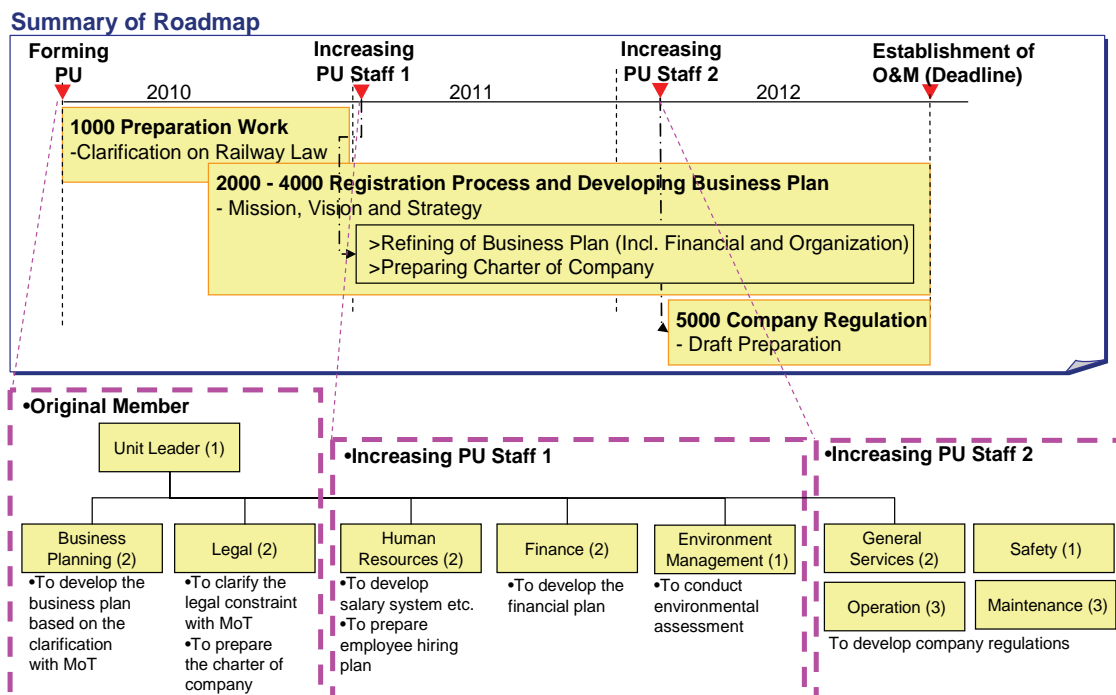 Summary of Roadmap
Forming
PU
Increasing
PU Staff 1
Increasing
PU Staff 2
Establishment of
O&M (Deadline)
2010
2011
2012
1000 Preparation Work
-Clarification on Railway Law
2000 - 4000 Registration Process and Developing Business Plan
- Mission, Vision and Strategy
>Refining of Business Plan (Incl. Financial and Organization)
>Preparing Charter of Company
5000 Company Regulation
- Draft Preparation
•Original Member
Unit Leader (1)
•Increasing PU Staff 1
•Increasing PU Staff 2
Business
Planning (2)
•To develop the
business plan
based on the
clarification
with MoT
Legal (2)
•To clarify the
legal constraint
with MoT
•To prepare
the charter of
company
Human
Resources (2)
•To develop
salary system etc.
•To prepare
employee hiring
plan
Finance (2)
•To develop the
financial plan
Environment
Management (1)
•To conduct
environmental
assessment
General
Services (2)
Safety (1)
Operation (3)
Maintenance (3)
To develop company regulations